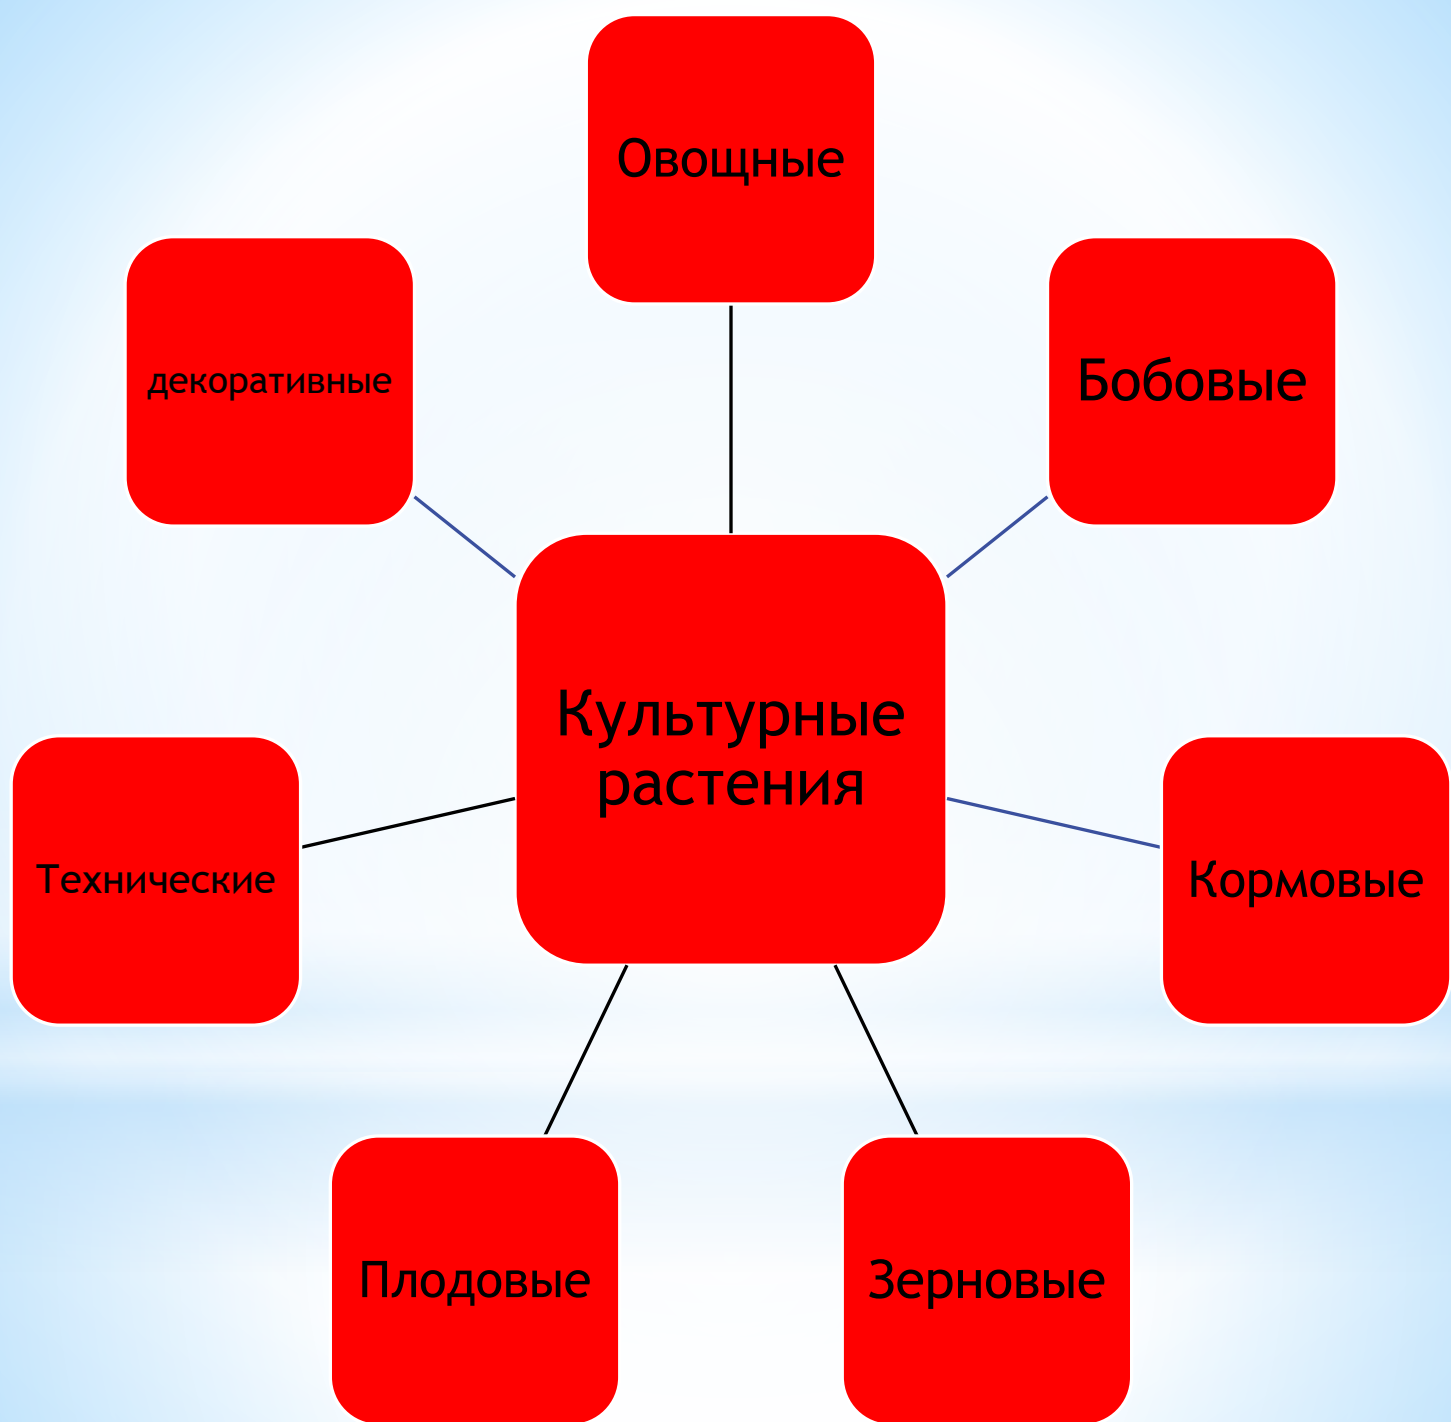 Овощные
декоративные
Бобовые
Культурные
растения
Технические
Кормовые
Плодовые
Зерновые